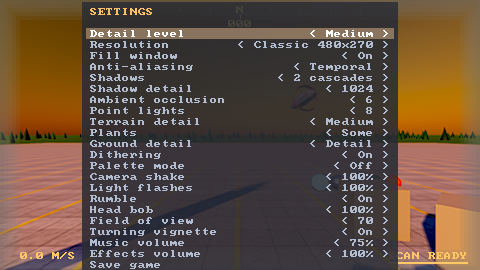 SETTINGS
N
000
Detail level < Medium >
Resolution < Classic 480x270 >
Fill window < On >
Anti-aliasing < Temporal >
Shadows < 2 cascades >
Shadow detail < 1024 >
Ambient occlusion < 6 >
Point lights < 8 >
Terrain detail < Medium >
Plants < Some >
Ground detail < Detail >
Dithering < On >
Palette mode < Off >
Camera shake < 100% >
Light flashes < 100% >
Rumble < On >
Head bob < 100% >
Field of view < 70 >
Turning vignette < On >
Music volume < 75% >
Effects volume < 100% >
Save game
0.0 M/S
CAN READY